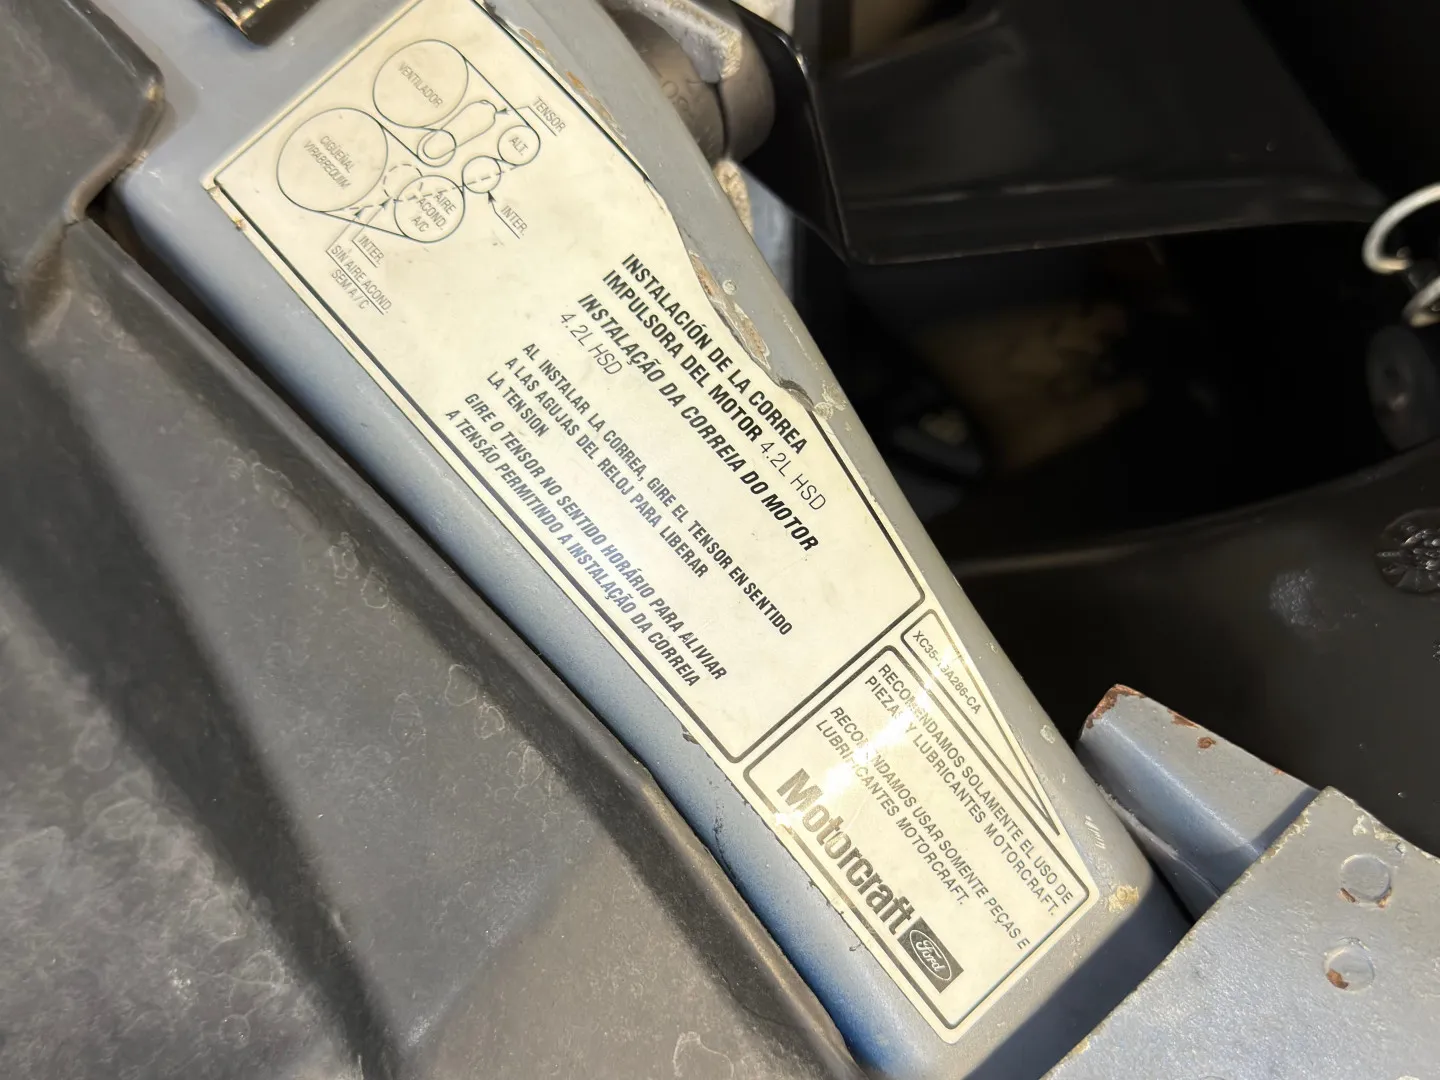 VENTILADOR
TENSOR
ALT.
CIGÜEÑAL
VIRABREQUIM
AIRE
ACOND.
A/C
INTER.
INTER.
SIN AIRE ACOND.
SEM A / C
INSTALACIÓN DE LA CORREA
IMPULSORA DEL MOTOR 4.2L HSD
INSTALAÇÃO DA CORREIA DO MOTOR
4.2L HSD
AL INSTALAR LA CORREA, GIRE EL TENSOR EN SENTIDO
A LAS AGUJAS DEL RELOJ PARA LIBERAR
LA TENSION
GIRE O TENSOR NO SENTIDO HORÁRIO PARA ALIVIAR
A TENSÃO PERMITINDO A INSTALAÇÃO DA CORREIA
RECOMENDAMOS SOLAMENTE EL USO DE
Y LUBRICANTES MOTORCRAFT.
RECOMENDAMOS USAR SOMENTE PEÇAS E
LUBRIFICANTES MOTORCRAFT.
Motorcraft
Ford